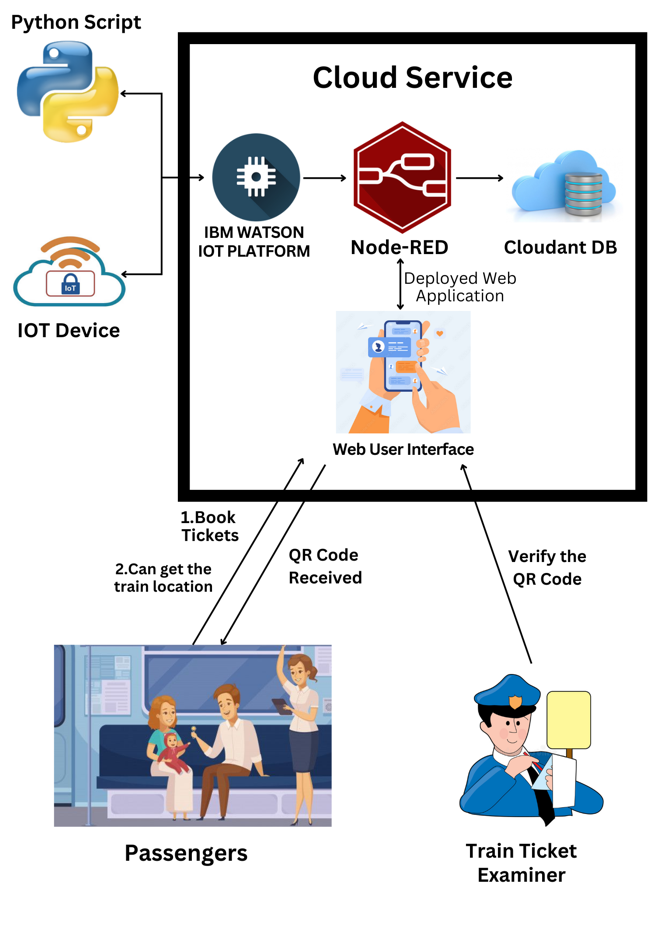 Python Script
Cloud Service
IBM WATSON
IOT PLATFORM
Node-RED
Cloudant DB
IoT
IOT Device
Deployed Web
Application
Web User Interface
1.Book
Tickets
2.Can get the
train location
QR Code
Received
Verify the
QR Code
Passengers
Train Ticket
Examiner